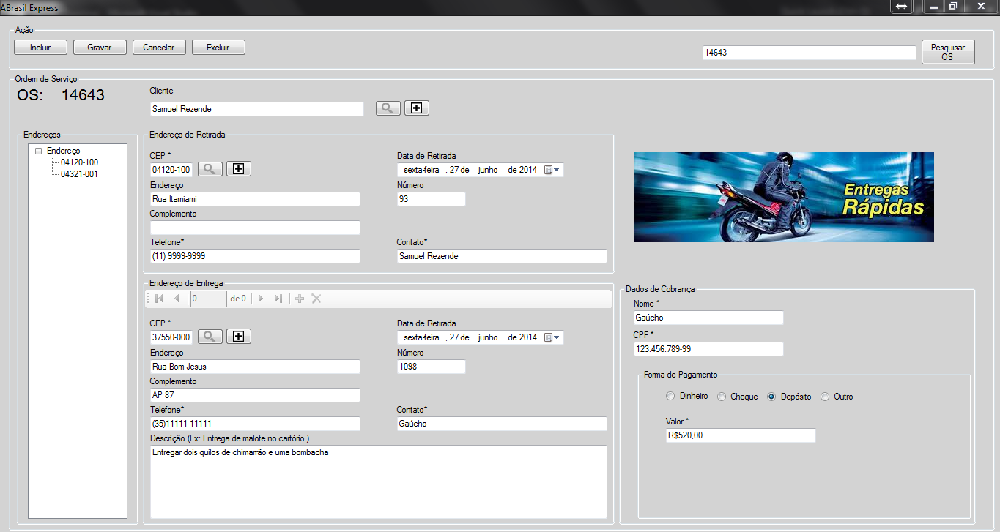 ABrasil Express
Ação
Incluir Gravar Cancelar Excluir
14643
Pesquisar
OS
Ordem de Serviço
OS: 14643
Cliente
Samuel Rezende
Endereços
Endereço
04120-100
04321-001
Endereço de Retirada
CEP * Data de Retirada
04120-100 sexta-feira , 27 de junho de 2014
Endereço Número
Rua Itamiami 93
Complemento
Telefone* Contato*
(11) 9999-9999 Samuel Rezende
Entregas
Rápidas
Endereço de Entrega
0 de 0
CEP * Data de Retirada
37550-000 sexta-feira , 27 de junho de 2014
Endereço Número
Rua Bom Jesus 1098
Complemento
AP 87
Telefone* Contato*
(35)11111-11111 Gaúcho
Descrição (Ex: Entrega de malote no cartório )
Entregar dois quilos de chimarrão e uma bombacha
Dados de Cobrança
Nome *
Gaúcho
CPF *
123.456.789-99
Forma de Pagamento
Dinheiro Cheque Depósito Outro
Valor *
R$520,00